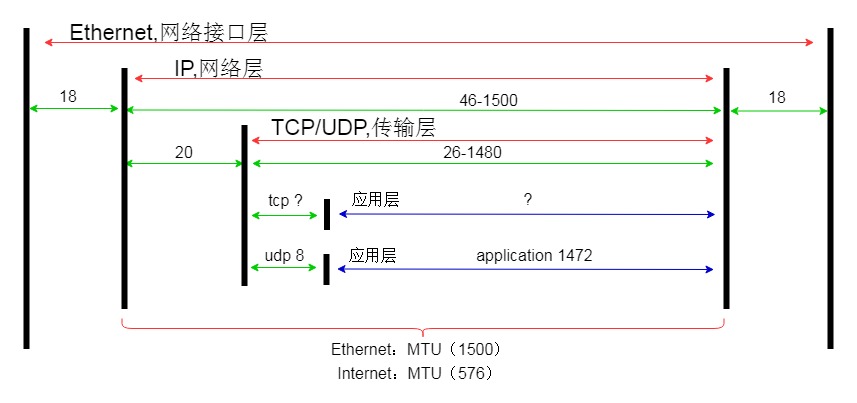 Ethernet,网络接口层
IP,网络层
18
46-1500
18
TCP/UDP,传输层
20
26-1480
tcp ?
应用层
?
udp 8
应用层
application 1472
Ethernet：MTU（1500）
Internet：MTU（576）